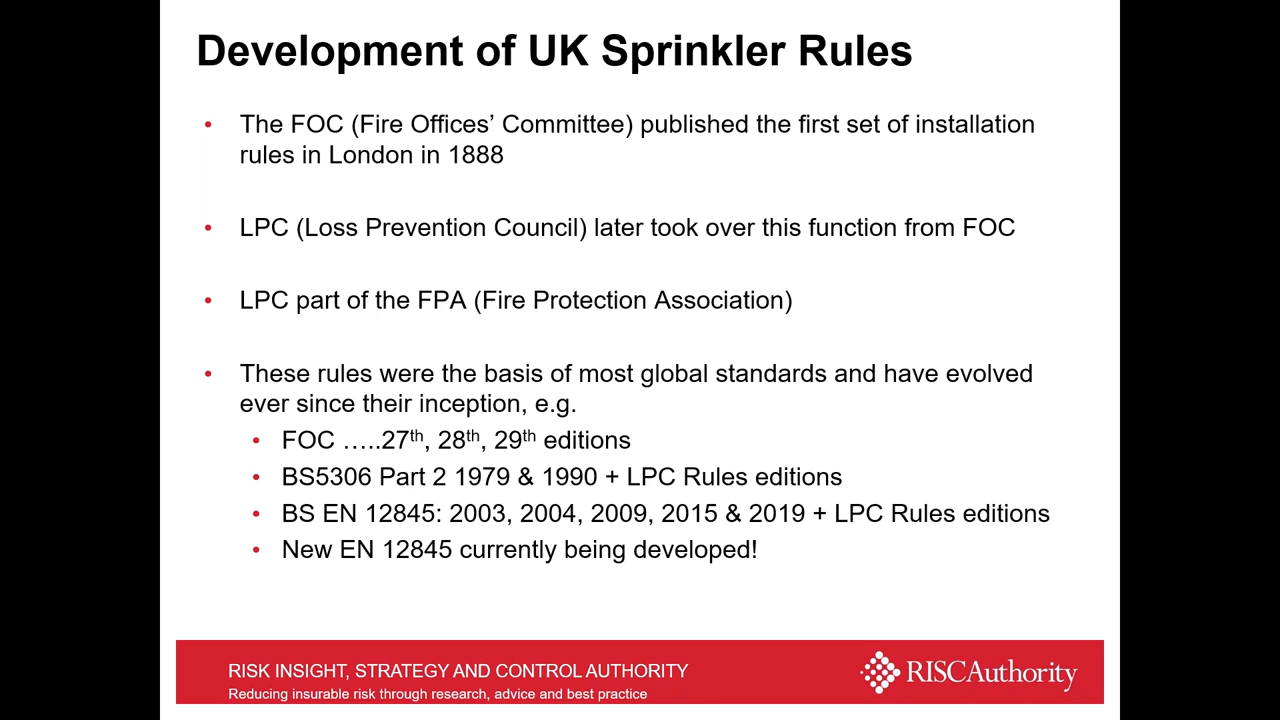 Development of UK Sprinkler Rules
• The FOC (Fire Offices’ Committee) published the first set of installation
rules in London in 1888
• LPC (Loss Prevention Council) later took over this function from FOC
• LPC part of the FPA (Fire Protection Association)
• These rules were the basis of most global standards and have evolved
ever since their inception, e.g.
• FOC …..27th, 28th, 29th editions
• BS5306 Part 2 1979 & 1990 + LPC Rules editions
• BS EN 12845: 2003, 2004, 2009, 2015 & 2019 + LPC Rules editions
• New EN 12845 currently being developed!
RISK INSIGHT, STRATEGY AND CONTROL AUTHORITY
Reducing insurable risk through research, advice and best practice
RISCAuthority